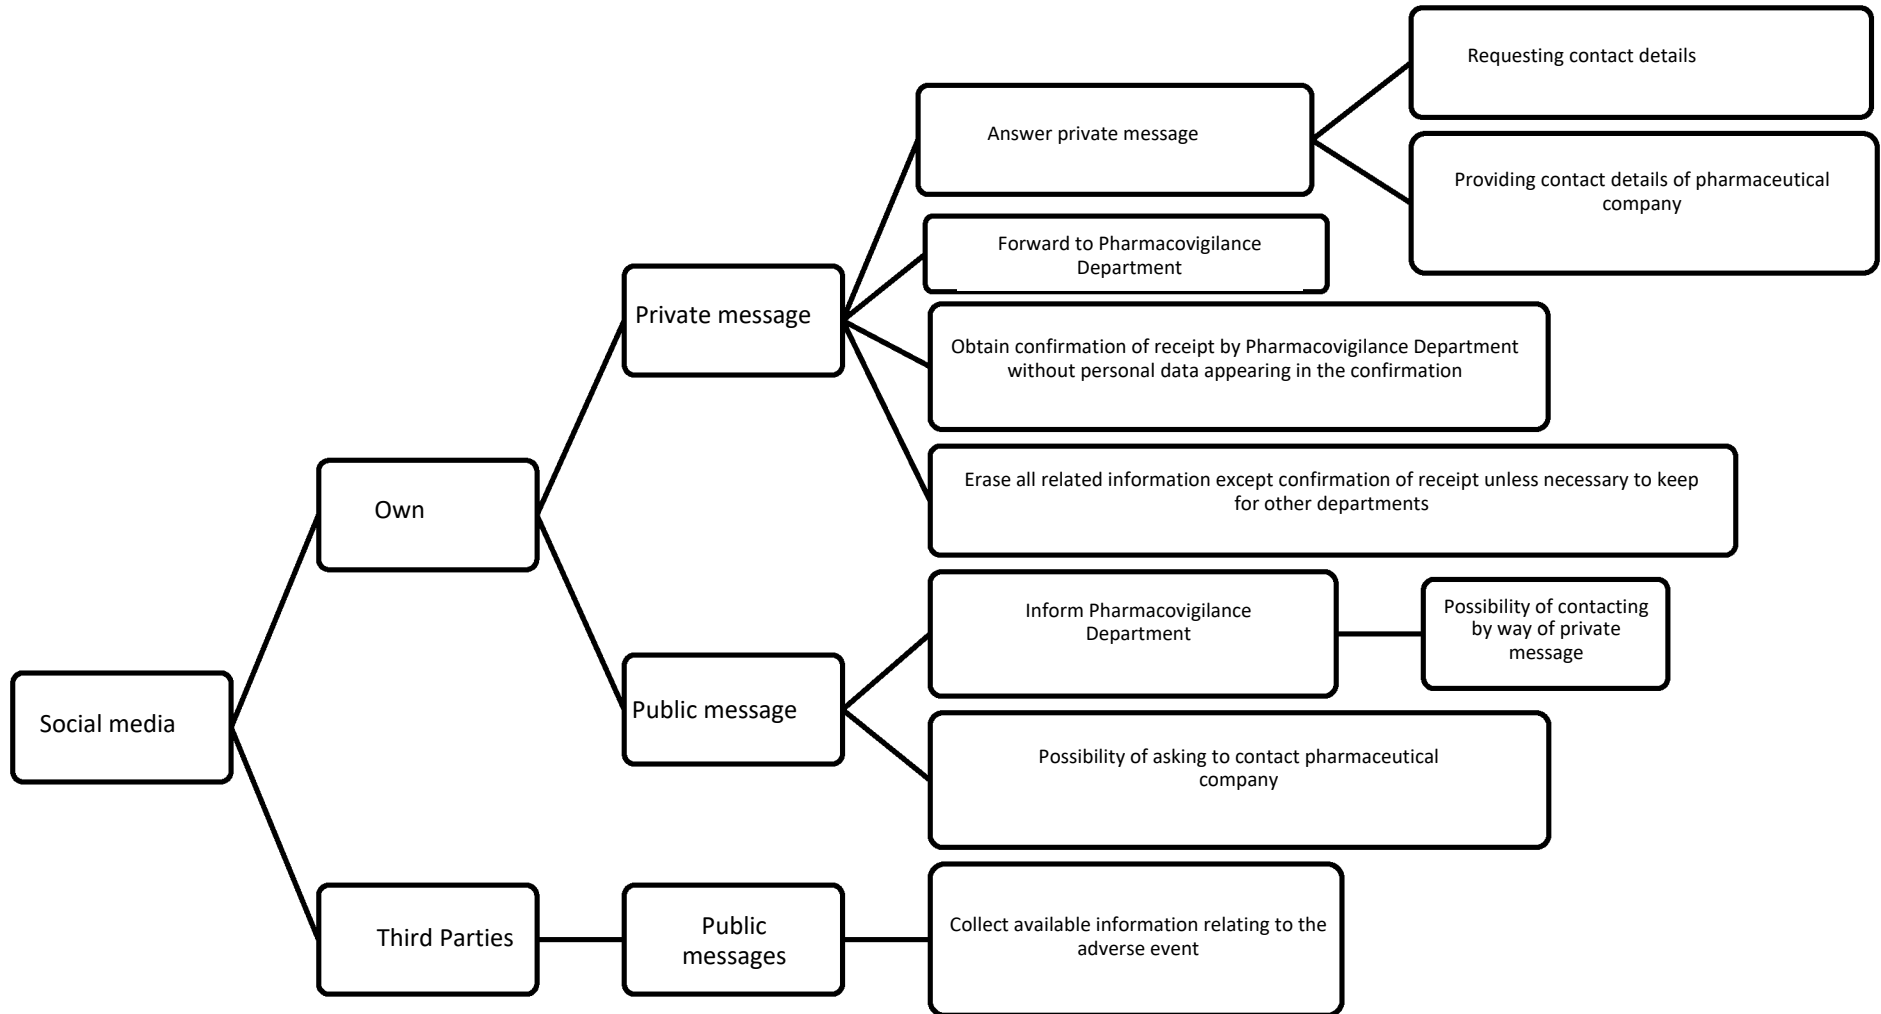 Requesting contact details
Answer private message
Providing contact details of pharmaceutical
company
Forward to Pharmacovigilance
Department
Private message
Obtain confirmation of receipt by Pharmacovigilance Department
without personal data appearing in the confirmation
Erase all related information except confirmation of receipt unless necessary to keep
for other departments
Own
Inform Pharmacovigilance
Department
Possibility of contacting
by way of private
message
Public message
Social media
Possibility of asking to contact pharmaceutical
company
Third Parties
Public
messages
Collect available information relating to the
adverse event